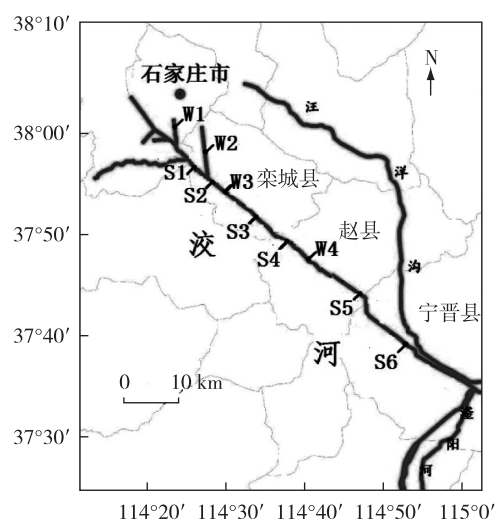 38°10′
38°00′
37°50′
37°40′
37°30′
114°20′ 114°30′ 114°40′ 114°50′ 115°0′
N
石家庄市
W1
W2
S1
S2
W3
栾城县
S3
S4
W4
赵县
S5
S6
宁晋县
洨
河
汪
洋
沟
滏
阳
河
0 10 km